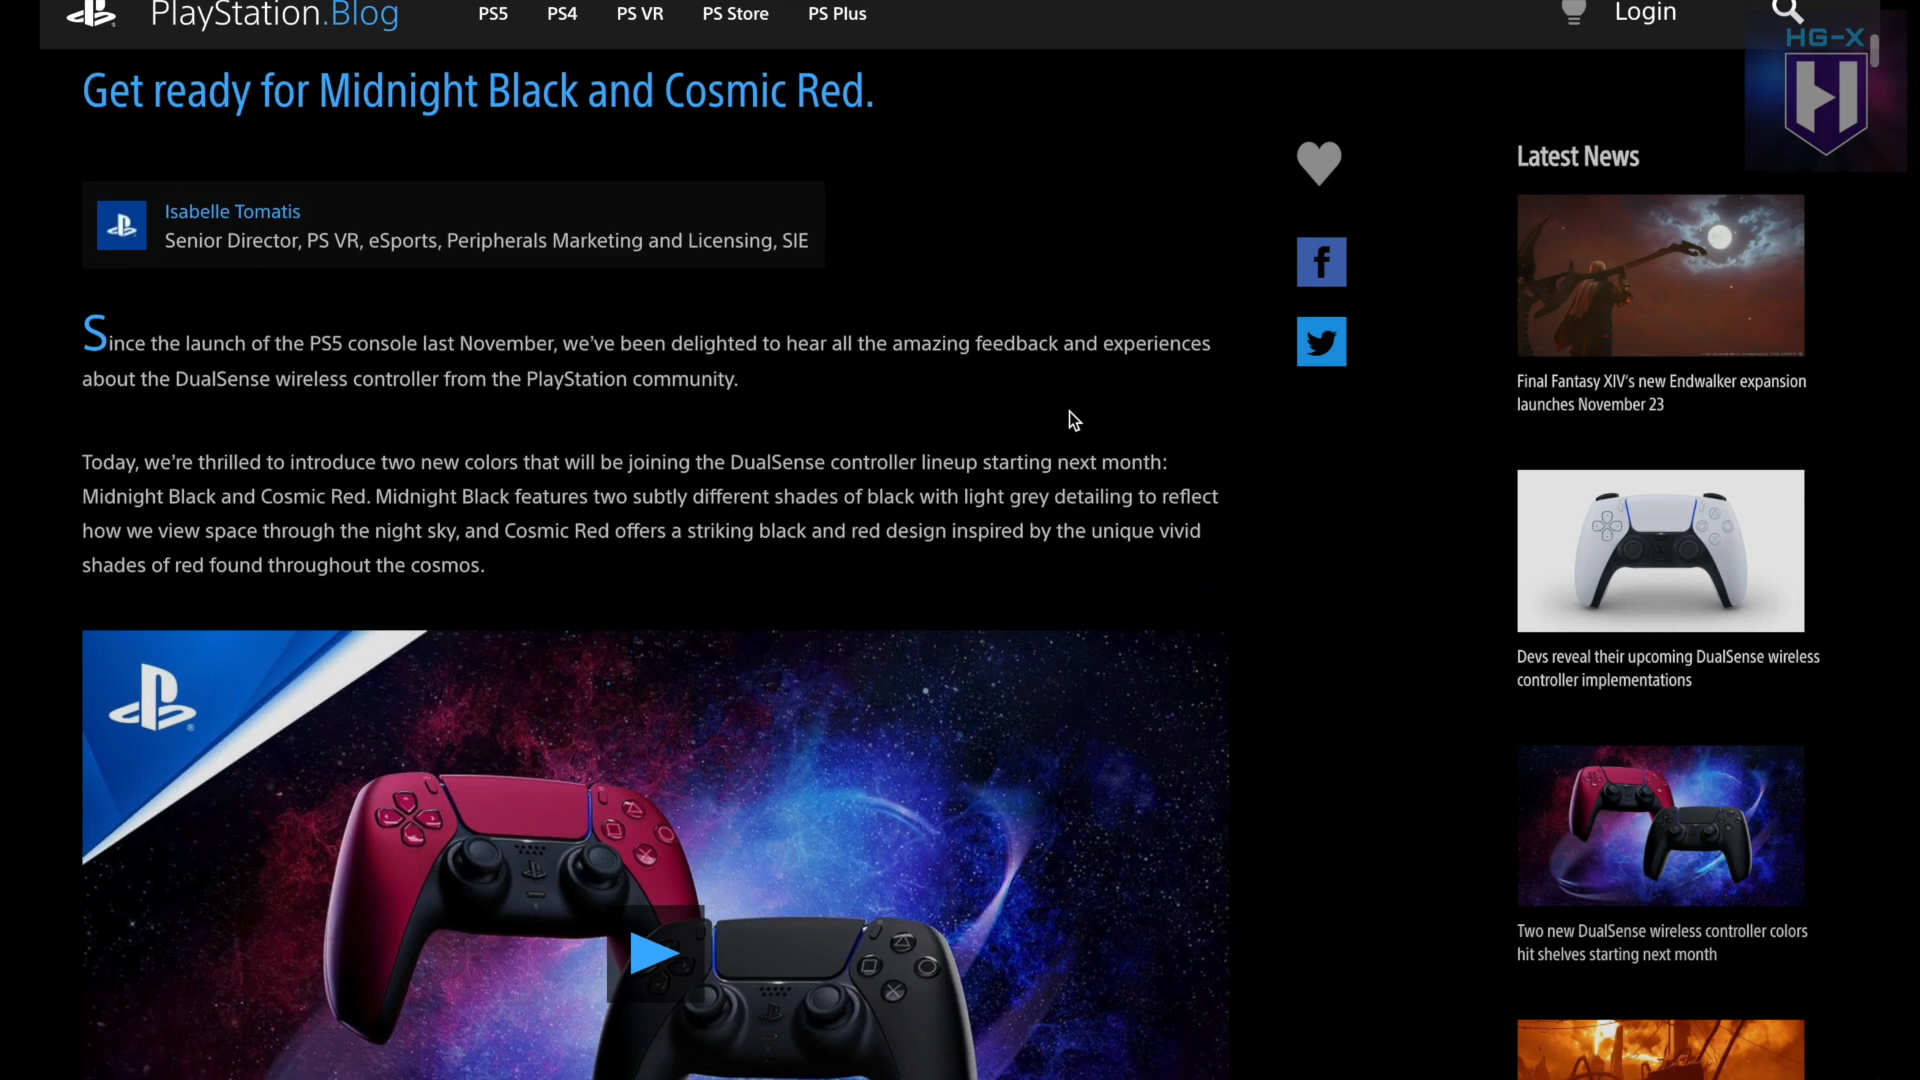 PlayStation.Blog
PS5 PS4 PS VR PS Store PS Plus
Login
HG-X
Get ready for Midnight Black and Cosmic Red.
Isabelle Tomatis
Senior Director, PS VR, eSports, Peripherals Marketing and Licensing, SIE
Since the launch of the PS5 console last November, we’ve been delighted to hear all the amazing feedback and experiences
about the DualSense wireless controller from the PlayStation community.
Today, we’re thrilled to introduce two new colors that will be joining the DualSense controller lineup starting next month:
Midnight Black and Cosmic Red. Midnight Black features two subtly different shades of black with light grey detailing to reflect
how we view space through the night sky, and Cosmic Red offers a striking black and red design inspired by the unique vivid
shades of red found throughout the cosmos.
Latest News
Final Fantasy XIV’s new Endwalker expansion
launches November 23
Devs reveal their upcoming DualSense wireless
controller implementations
Two new DualSense wireless controller colors
hit shelves starting next month